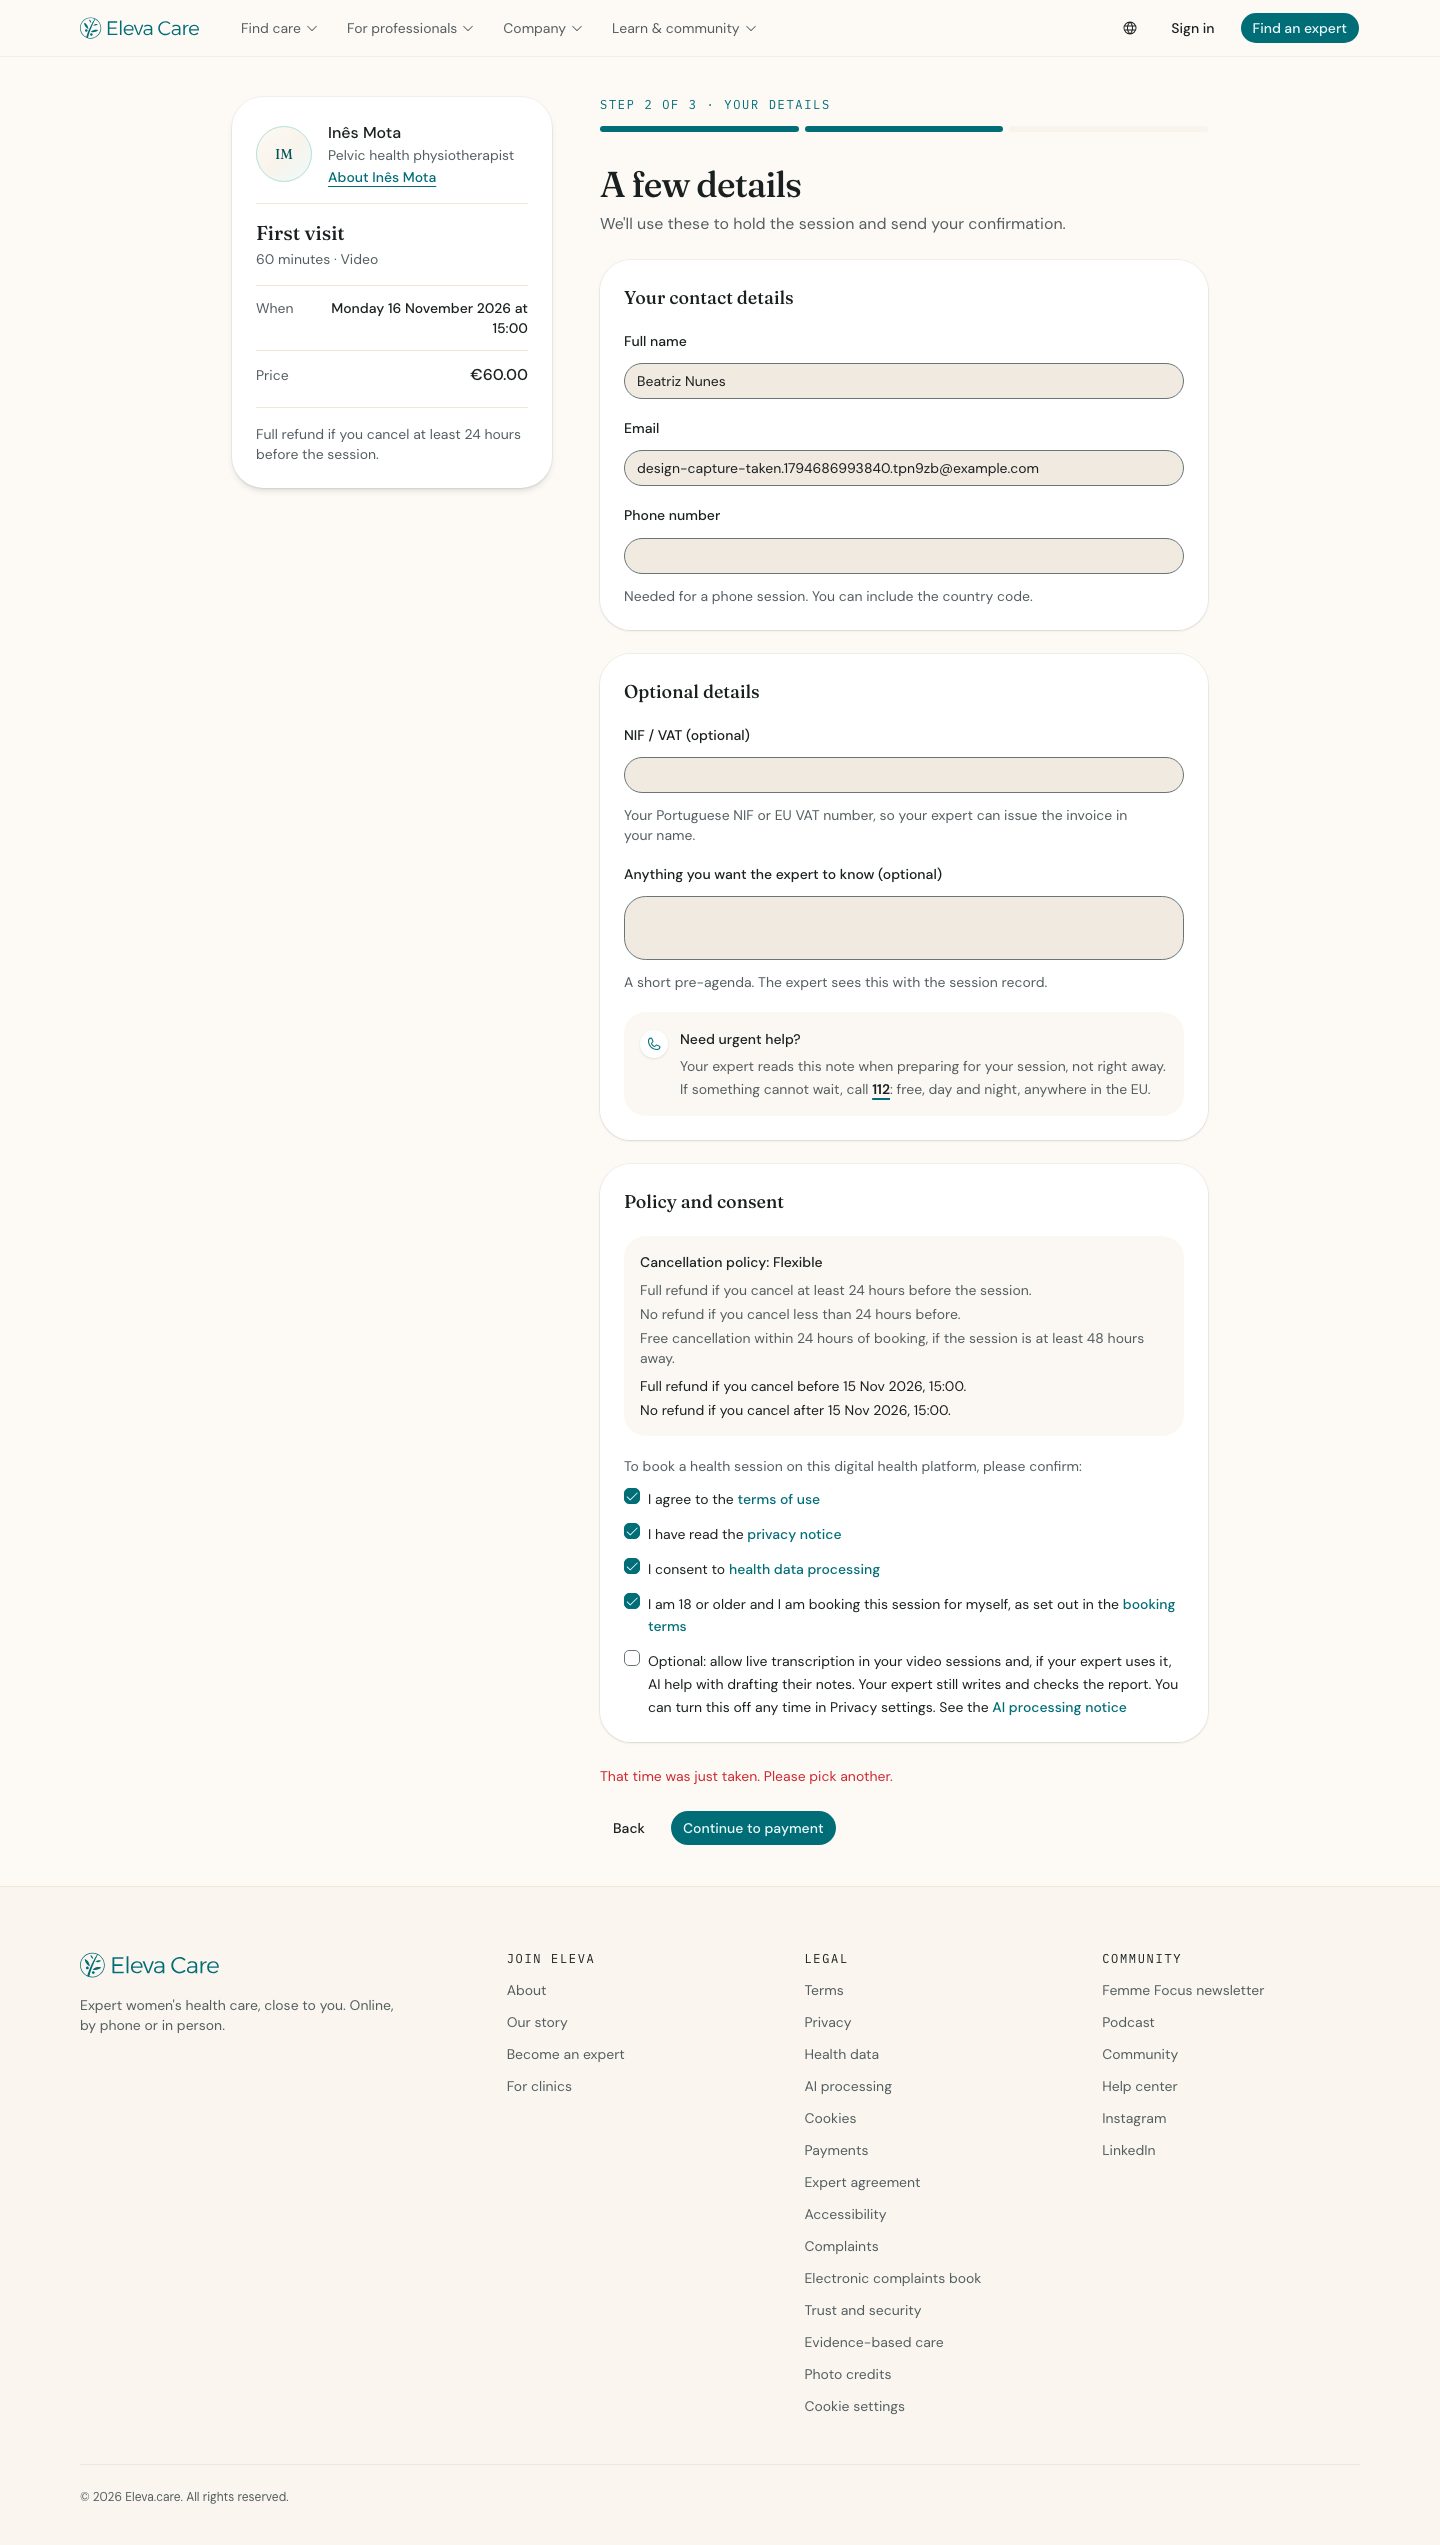 Eleva Care
Find care
For professionals
Company
Learn & community
Sign in
Find an expert
IM
Inês Mota
Pelvic health physiotherapist
About Inês Mota
First visit
60 minutes · Video
When
Monday 16 November 2026 at
15:00
Price
€60.00
Full refund if you cancel at least 24 hours
before the session.
STEP 2 OF 3 · YOUR DETAILS
A few details
We'll use these to hold the session and send your confirmation.
Your contact details
Full name
Beatriz Nunes
Email
design-capture-taken.1794686993840.tpn9zb@example.com
Phone number
Needed for a phone session. You can include the country code.
Optional details
NIF / VAT (optional)
Your Portuguese NIF or EU VAT number, so your expert can issue the invoice in
your name.
Anything you want the expert to know (optional)
A short pre-agenda. The expert sees this with the session record.
Need urgent help?
Your expert reads this note when preparing for your session, not right away.
If something cannot wait, call 112: free, day and night, anywhere in the EU.
Policy and consent
Cancellation policy: Flexible
Full refund if you cancel at least 24 hours before the session.
No refund if you cancel less than 24 hours before.
Free cancellation within 24 hours of booking, if the session is at least 48 hours
away.
Full refund if you cancel before 15 Nov 2026, 15:00.
No refund if you cancel after 15 Nov 2026, 15:00.
To book a health session on this digital health platform, please confirm:
I agree to the terms of use
I have read the privacy notice
I consent to health data processing
I am 18 or older and I am booking this session for myself, as set out in the booking
terms
Optional: allow live transcription in your video sessions and, if your expert uses it,
AI help with drafting their notes. Your expert still writes and checks the report. You
can turn this off any time in Privacy settings. See the AI processing notice
That time was just taken. Please pick another.
Back
Continue to payment
Eleva Care
Expert women's health care, close to you. Online,
by phone or in person.
JOIN ELEVA
About
Our story
Become an expert
For clinics
LEGAL
Terms
Privacy
Health data
AI processing
Cookies
Payments
Expert agreement
Accessibility
Complaints
Electronic complaints book
Trust and security
Evidence-based care
Photo credits
Cookie settings
COMMUNITY
Femme Focus newsletter
Podcast
Community
Help center
Instagram
LinkedIn
© 2026 Eleva.care. All rights reserved.